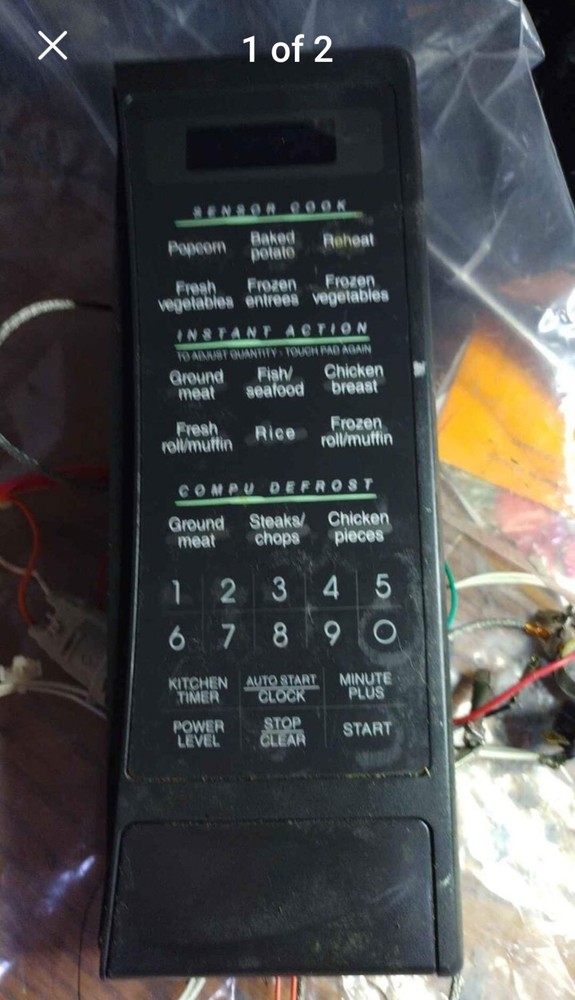 1 of 2
SENSOR COOK
Popcorn Baked potato Reheat
Fresh vegetables Frozen entrees Frozen vegetables
INSTANT ACTION
TO ADJUST QUANTITY - TOUCH PAD AGAIN
Ground meat Fish/ seafood Chicken breast
Fresh roll/muffin Rice Frozen roll/muffin
COMPU DEFROST
Ground meat Steaks/ chops Chicken pieces
1 2 3 4 5
6 7 8 9 0
KITCHEN TIMER AUTO START CLOCK MINUTE PLUS
POWER LEVEL STOP CLEAR START